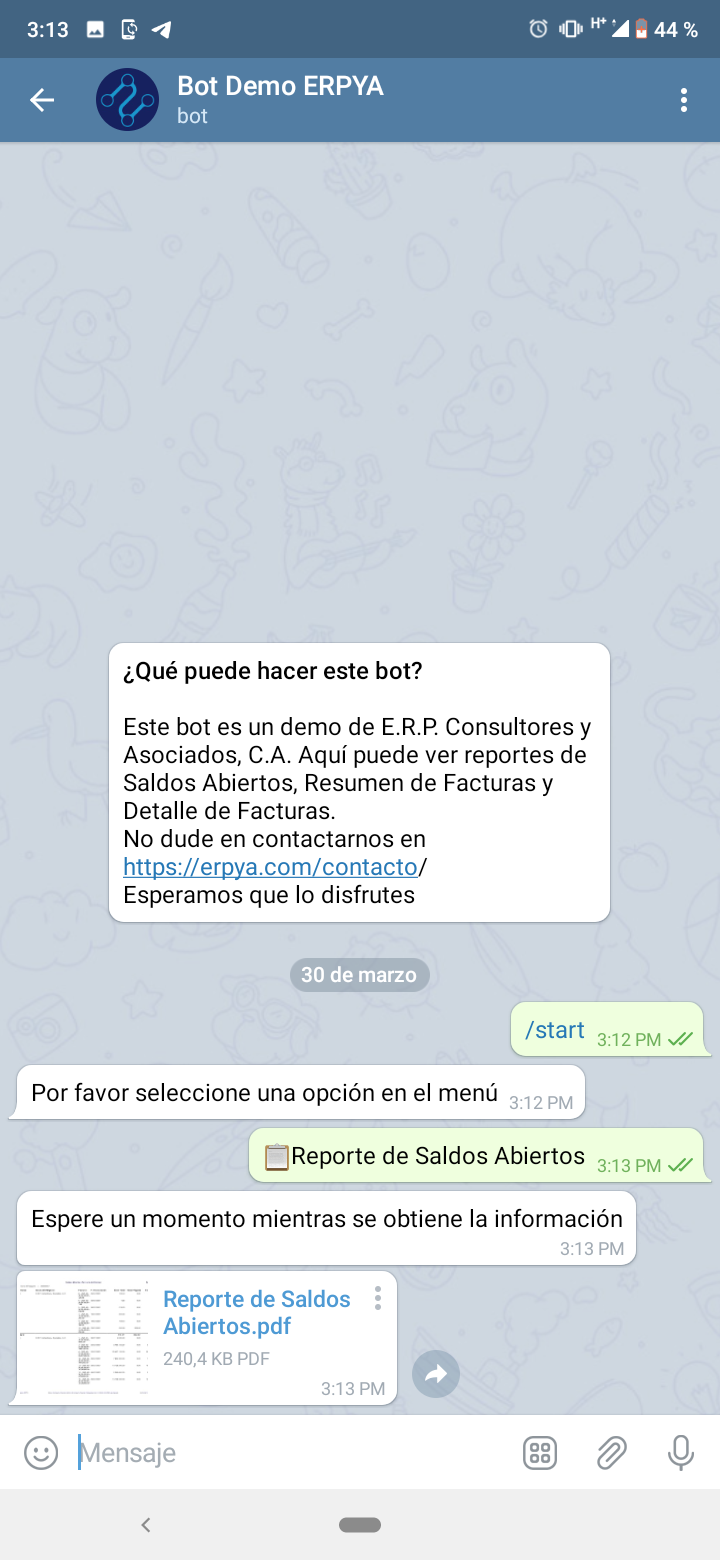 3:13
H+
44 %
Bot Demo ERPYA
bot
¿Qué puede hacer este bot?
Este bot es un demo de E.R.P. Consultores y
Asociados, C.A. Aquí puede ver reportes de
Saldos Abiertos, Resumen de Facturas y
Detalle de Facturas.
No dude en contactarnos en
https://erpya.com/contacto/
Esperamos que lo disfrutes
30 de marzo
/start 3:12 PM
Por favor seleccione una opción en el menú 3:12 PM
📋Reporte de Saldos Abiertos 3:13 PM
Espere un momento mientras se obtiene la información
3:13 PM
Reporte de Saldos
Abiertos.pdf
240,4 KB PDF
3:13 PM
Mensaje